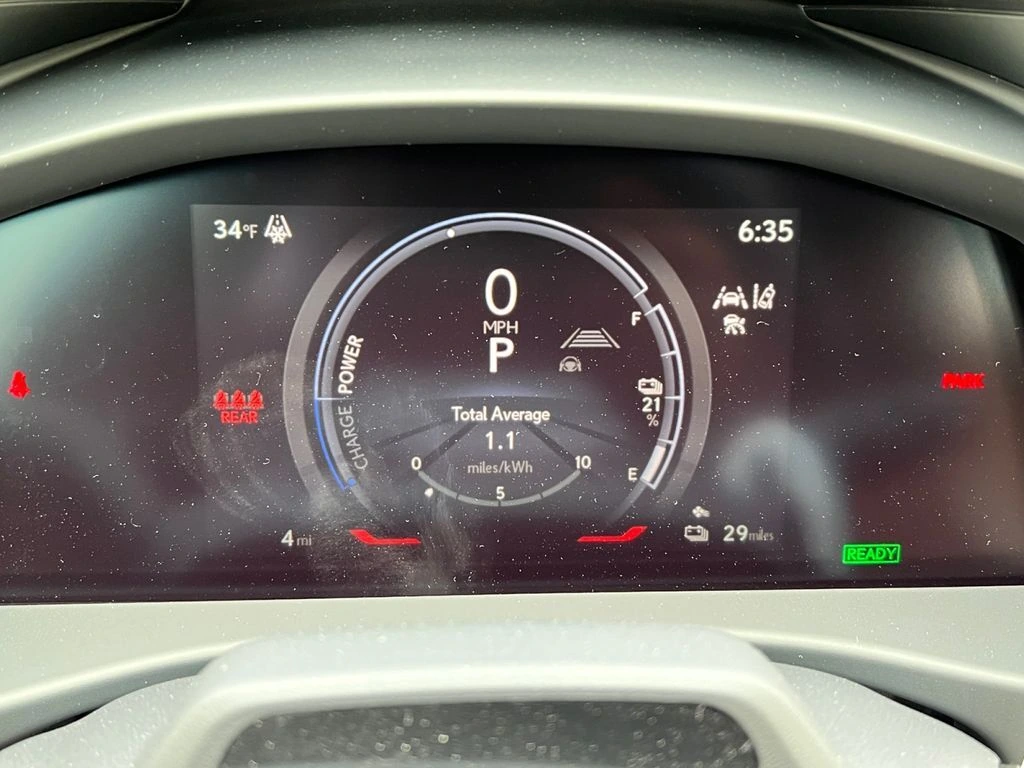 34°F
6:35
0
MPH
P
F
POWER
CHARGE
REAR
PARK
21
%
Total Average
1.1
miles/kWh
0
10
5
E
4 mi
29 miles
READY